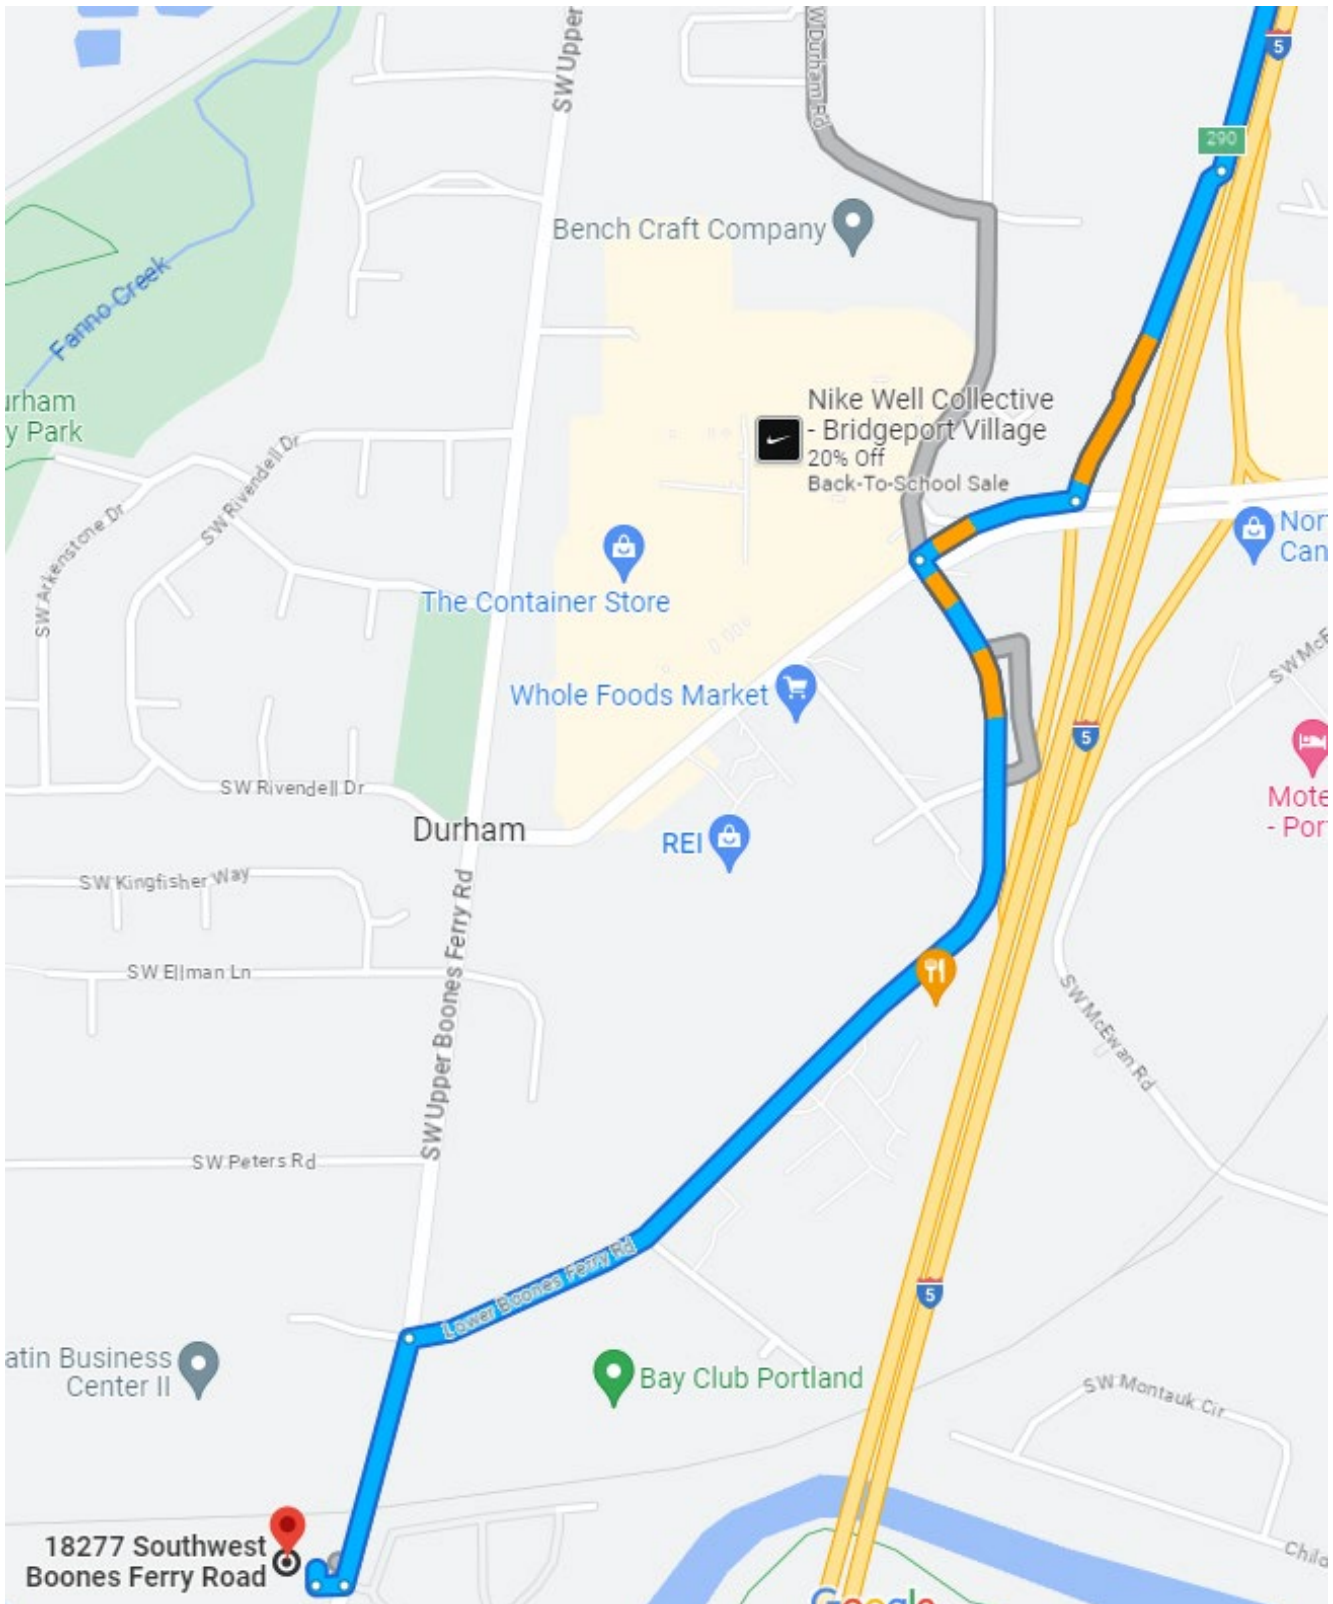 SW Upper
SW Durham Rd
5
290
Bench Craft Company
Fanno Creek
Nike Well Collective
- Bridgeport Village
20% Off
Back-To-School Sale
urham
y Park
SW Rivendell Dr
SW Arkenstone Dr
Nor
Can
The Container Store
SW McE
Whole Foods Market
5
SW Rivendell Dr
Mote
- Por
Durham
REI
SW Kingfisher Way
SW Upper Boones Ferry Rd
SW Ellman Ln
SW McEwan Rd
SW Peters Rd
Lower Boones Ferry Rd
5
atin Business
Center II
Bay Club Portland
SW Montauk Cir
18277 Southwest
Boones Ferry Road
Child
Google